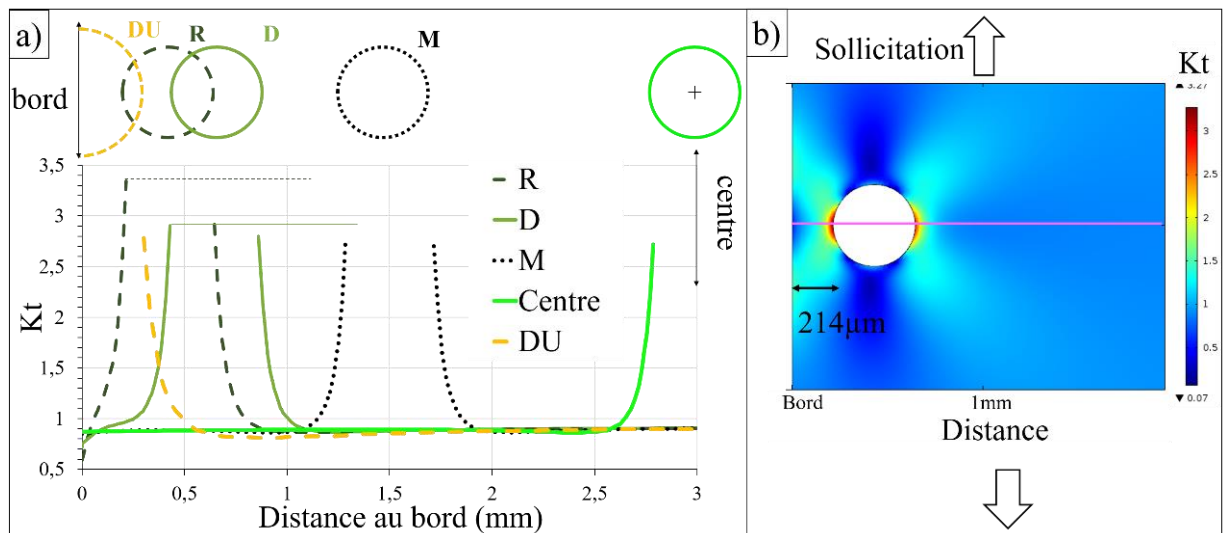 a)
DU
R
D
M
bord
3,5
3
2,5
2
1,5
1
0,5
Kt
R
D
M
Centre
DU
centre
0
0,5
1
1,5
2
2,5
3
Distance au bord (mm)
b)
Sollicitation
Kt
▲ 3.27
3
2.5
2
1.5
1
0.5
▼ 0.07
214µm
Bord
1mm
Distance